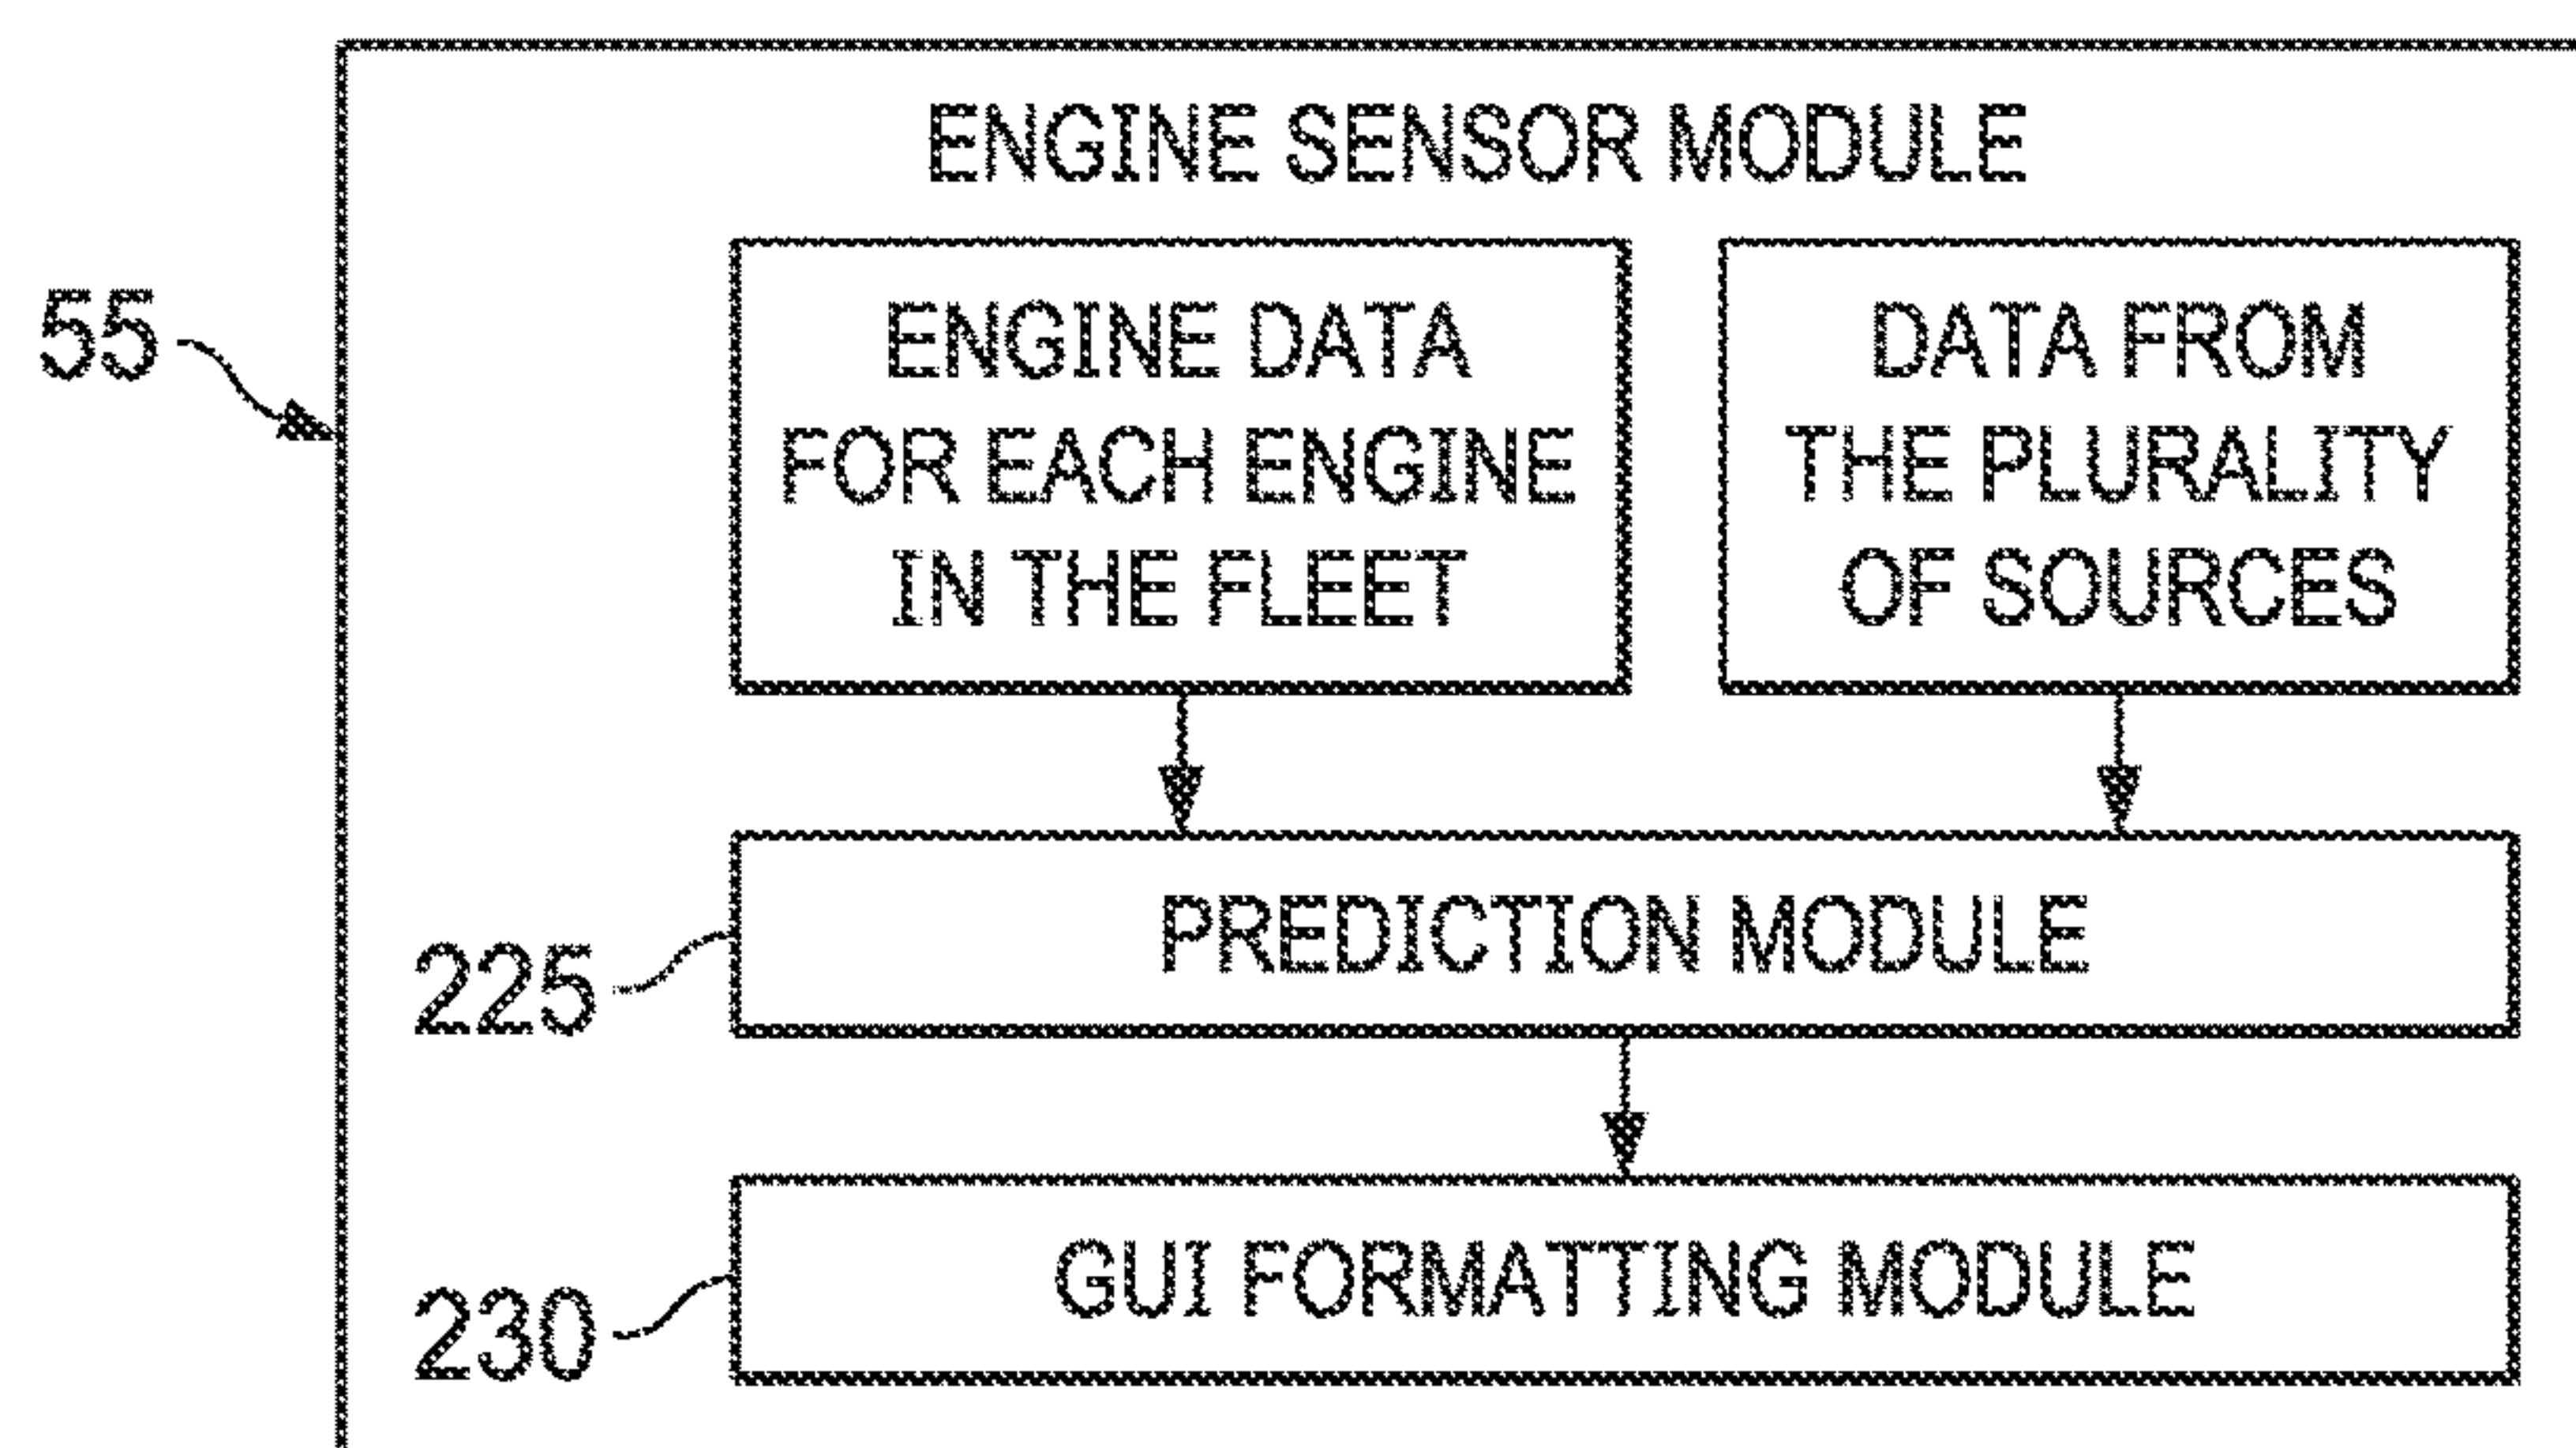 ENGINE SENSOR MODULE
ENGINE DATA
FOR EACH ENGINE
IN THE FLEET
DATA FROM
THE PLURALITY
OF SOURCES
55
PREDICTION MODULE
225
GUI FORMATTING MODULE
230